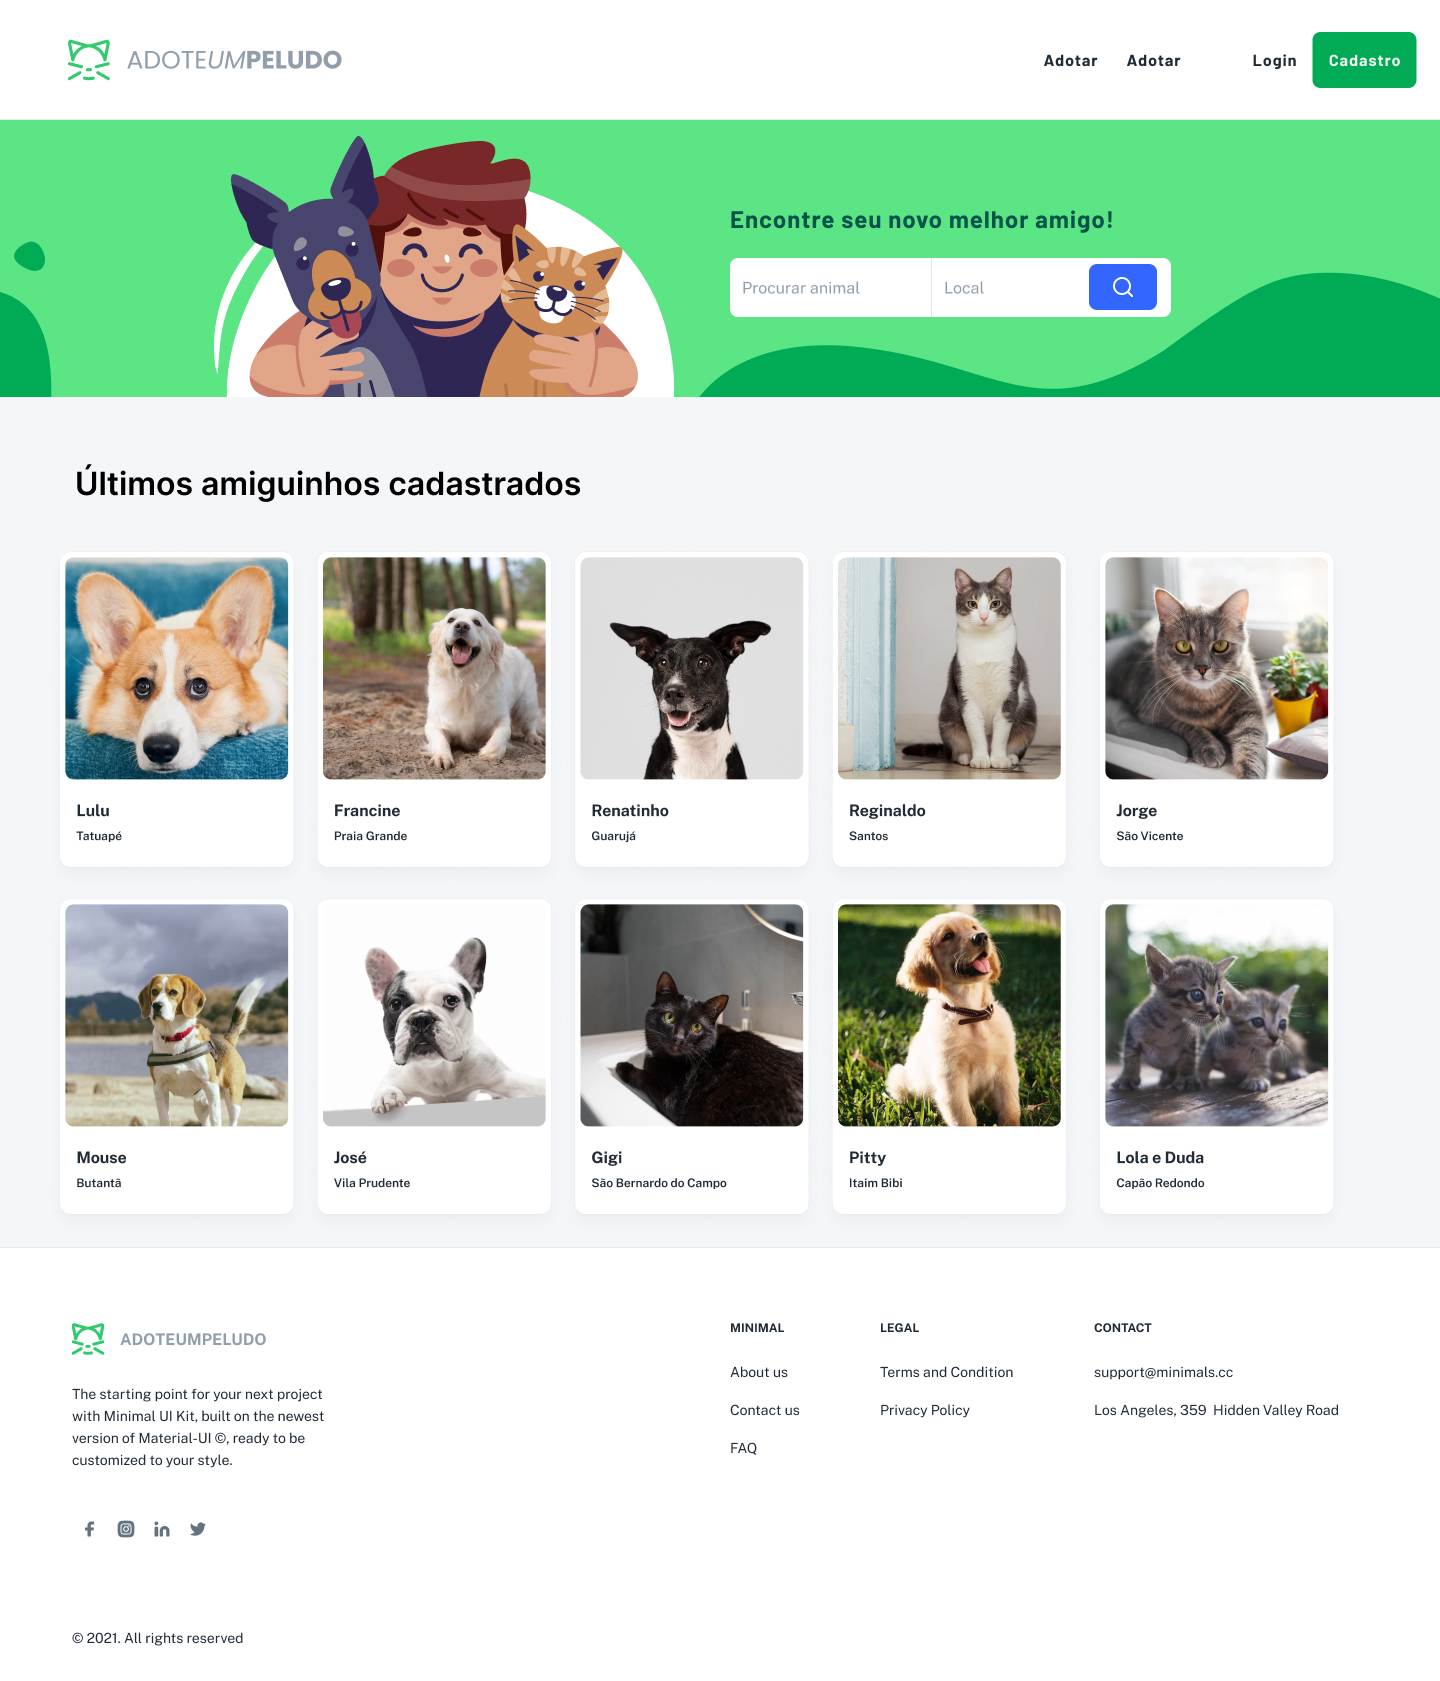 ADOTEUMPELUDO
Adotar Adotar Login Cadastro
Encontre seu novo melhor amigo!
Procurar animal Local
Últimos amiguinhos cadastrados
Lulu
Tatuapé
Francine
Praia Grande
Renatinho
Guarujá
Reginaldo
Santos
Jorge
São Vicente
Mouse
Butantã
José
Vila Prudente
Gigi
São Bernardo do Campo
Pitty
Itaim Bibi
Lola e Duda
Capão Redondo
ADOTEUMPELUDO
The starting point for your next project
with Minimal UI Kit, built on the newest
version of Material-UI ©, ready to be
customized to your style.
MINIMAL
About us
Contact us
FAQ
LEGAL
Terms and Condition
Privacy Policy
CONTACT
support@minimals.cc
Los Angeles, 359 Hidden Valley Road
© 2021. All rights reserved